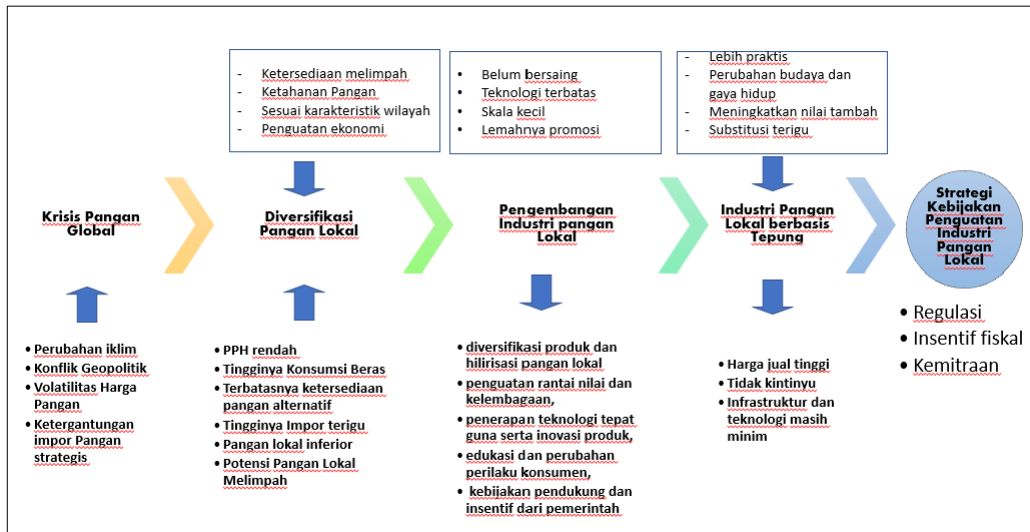 - Ketersediaan melimpah
- Ketahanan Pangan
- Sesuai karakteristik wilayah
- Penguatan ekonomi
• Belum bersaing
• Teknologi terbatas
• Skala kecil
• Lemahnya promosi
- Lebih praktis
- Perubahan budaya dan
gaya hidup
- Meningkatkan nilai tambah
- Substitusi terigu
Krisis Pangan
Global
Diversifikasi
Pangan Lokal
Pengembangan
Industri pangan
Lokal
Industri Pangan
Lokal berbasis
Tepung
Strategi
Kebijakan
Penguatan
Industri
Pangan
Lokal
• Perubahan iklim
• Konflik Geopolitik
• Volatilitas Harga
Pangan
• Ketergantungan
impor Pangan
strategis
• PPH rendah
• Tingginya Konsumsi Beras
• Terbatasnya ketersediaan
pangan alternatif
• Tingginya Impor terigu
• Pangan lokal inferior
• Potensi Pangan Lokal
Melimpah
• diversifikasi produk dan
hilirisasi pangan lokal
• penguatan rantai nilai dan
kelembagaan,
• penerapan teknologi tepat
guna serta inovasi produk,
• edukasi dan perubahan
perilaku konsumen,
• kebijakan pendukung dan
insentif dari pemerintah
• Harga jual tinggi
• Tidak kintinyu
• Infrastruktur dan
teknologi masih
minim
• Regulasi
• Insentif fiskal
• Kemitraan